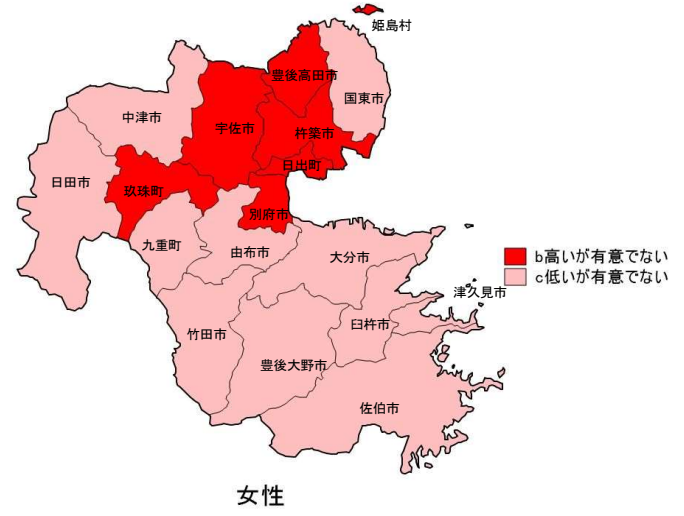 姫島村
豊後高田市
国東市
中津市
宇佐市
杵築市
日出町
日田市
玖珠町
別府市
九重町
由布市
大分市
b高いが有意でない
c低いが有意でない
津久見市
臼杵市
竹田市
豊後大野市
佐伯市
女性